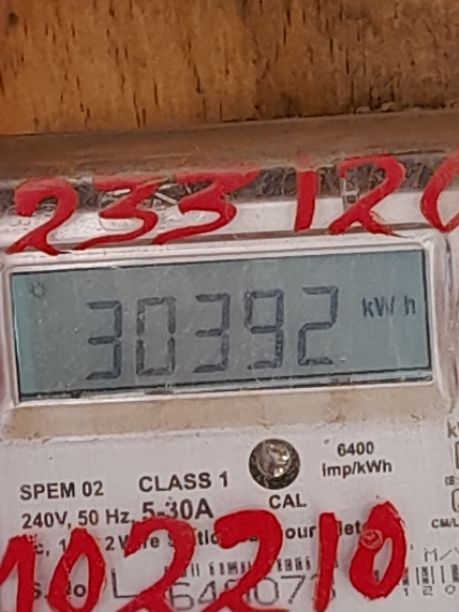 233120
30392 kWh
6400
Imp/kWh
SPEM 02 CLASS 1
CAL
240V, 50 Hz, 5-30A
102210